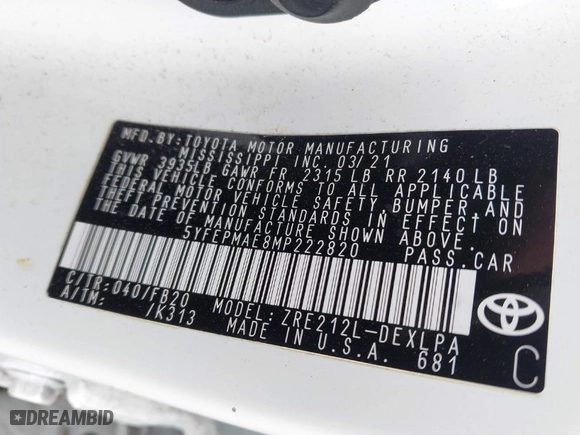 MFD.BY:TOYOTA MOTOR MANUFACTURING
MISSISSIPPI INC. 03/21
GVWR 3935LB GAWR FR 2315 LB RR 2140 LB
THIS VEHICLE CONFORMS TO ALL APPLICABLE
FEDERAL MOTOR VEHICLE SAFETY, BUMPER, AND
THEFT PREVENTION STANDARDS IN EFFECT ON
THE DATE OF MANUFACTURE SHOWN ABOVE.
5YFEPMAE8MP222820 PASS.CAR
C/TR: 040/FB20 MODEL: ZRE212L-DEXLPA
A/TM: /K313 MADE IN U.S.A. 681
C
DREAMBID